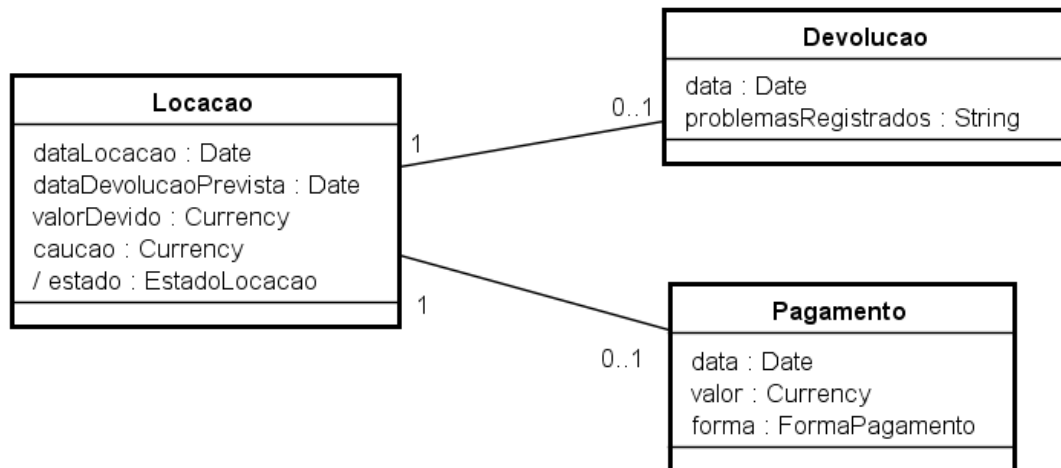 Locacao
dataLocacao : Date
dataDevolucaoPrevista : Date
valorDevido : Currency
caucao : Currency
/ estado : EstadoLocacao
1
0..1
Devolucao
data : Date
problemasRegistrados : String
1
0..1
Pagamento
data : Date
valor : Currency
forma : FormaPagamento